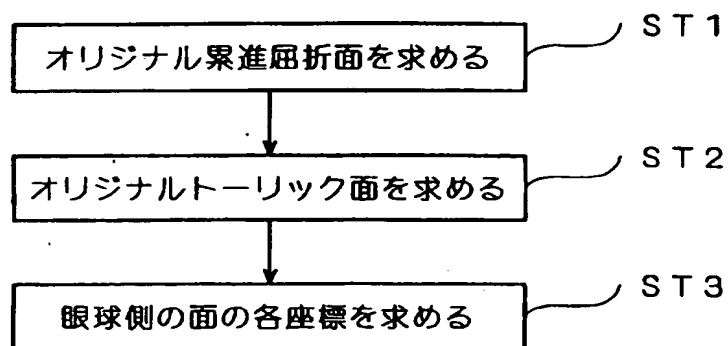 オリジナル累進屈折面を求める
ＳＴ１
オリジナルトーリック面を求める
ＳＴ２
眼球側の面の各座標を求める
ＳＴ３